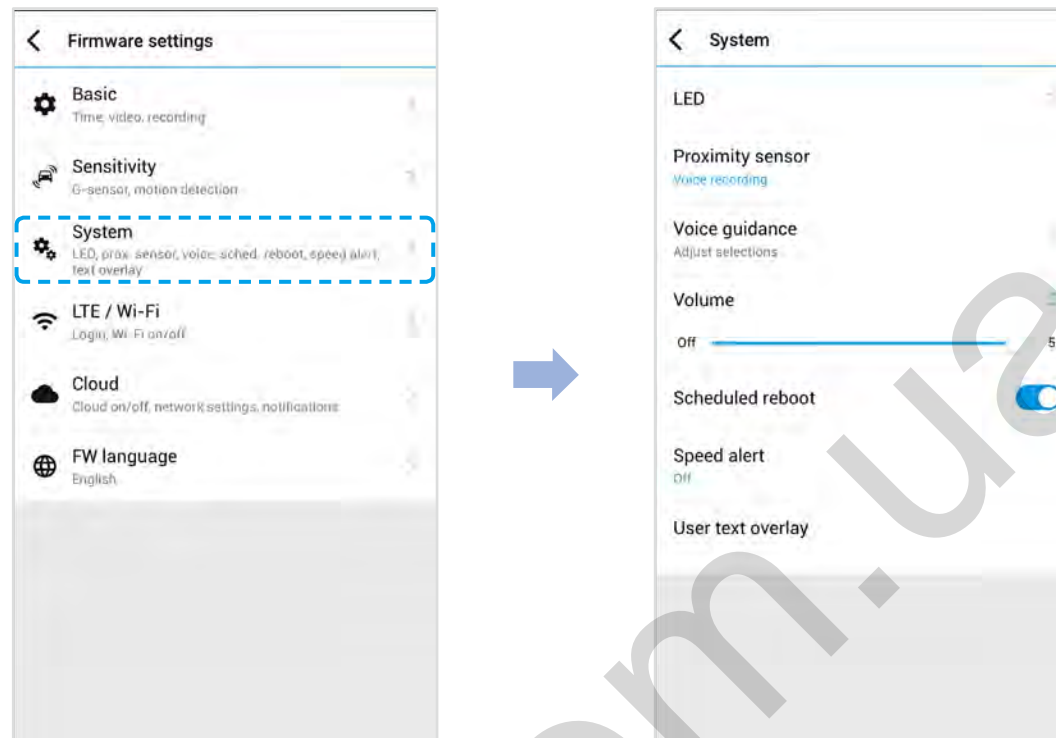 Firmware settings
Basic
Time, video, recording
Sensitivity
G-sensor, motion detection
System
LED, prox. sensor, voice, sched. reboot, speed alert,
text overlay
LTE / Wi-Fi
Login, Wi-Fi on/off
Cloud
Cloud on/off, network settings, notifications
FW language
English
System
LED
Proximity sensor
Voice recording
Voice guidance
Adjust selections
Volume
Off 5
Scheduled reboot
Speed alert
Off
User text overlay
om.ua